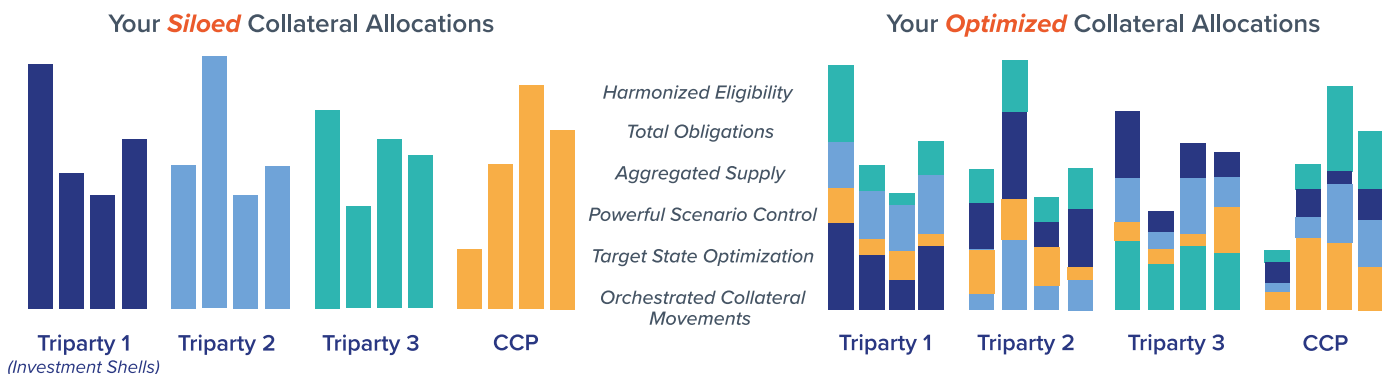 Your Siloed Collateral Allocations
Triparty 1
(Investment Shells)
Triparty 2
Triparty 3
CCP
Harmonized Eligibility
Total Obligations
Aggregated Supply
Powerful Scenario Control
Target State Optimization
Orchestrated Collateral
Movements
Your Optimized Collateral Allocations
Triparty 1
Triparty 2
Triparty 3
CCP